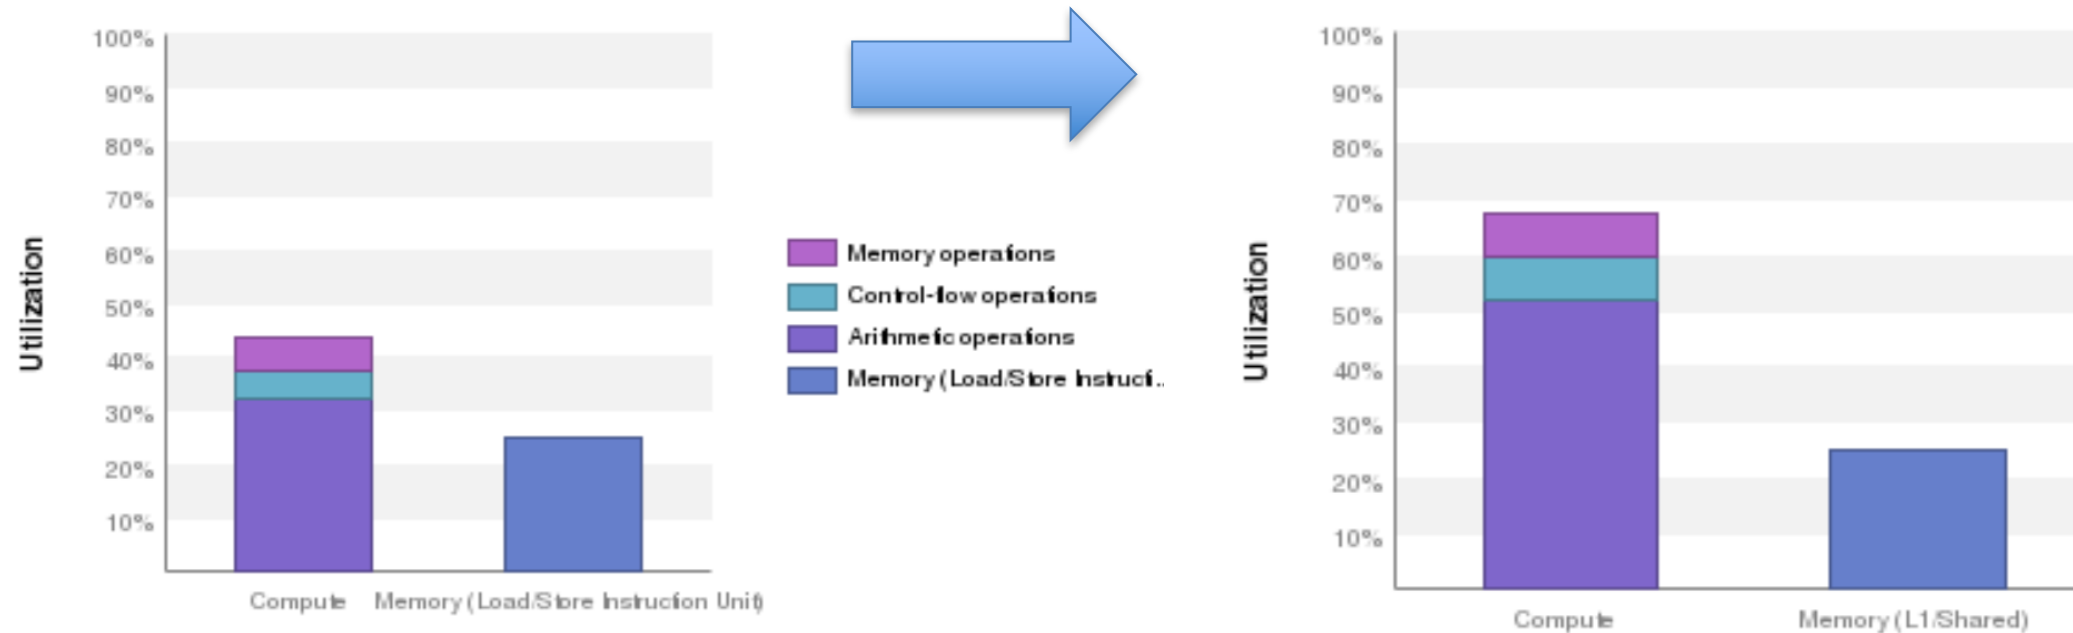 Utilization
100%
90%
80%
70%
60%
50%
40%
30%
20%
10%
Compute
Memory (Load/Store Instruction Unit)
Memory operations
Control-flow operations
Arithmetic operations
Memory (Load/Store Instructi..
Utilization
100%
90%
80%
70%
60%
50%
40%
30%
20%
10%
Compute
Memory (L1/Shared)